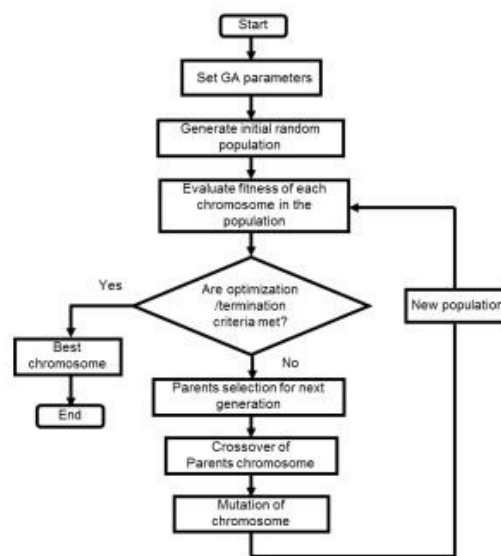 Start
Set GA parameters
Generate initial random
population
Evaluate fitness of each
chromosome in the
population
Are optimization
/termination
criteria met?
Yes
No
Best
chromosome
End
Parents selection for next
generation
Crossover of
Parents chromosome
Mutation of
chromosome
New population